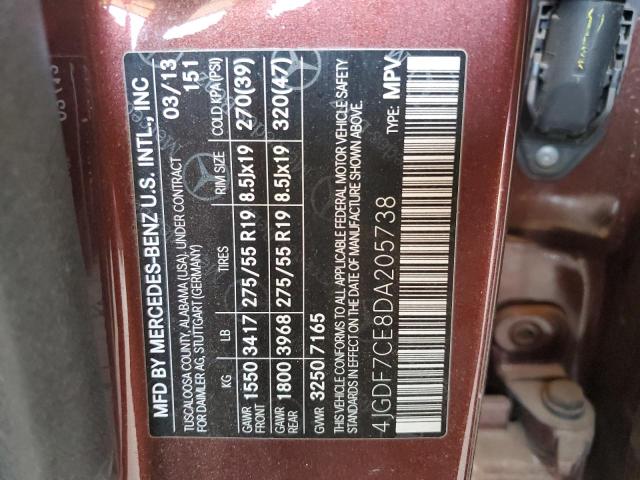 MFD BY MERCEDES-BENZ U.S. INTL., INC
TUSCALOOSA COUNTY, ALABAMA (USA). UNDER CONTRACT 03/13
FOR DAIMLER AG, STUTTGART (GERMANY) 151
KG LB TIRES RIM SIZE COLD KPA (PSI)
GAWR FRONT 1550 3417 275/55 R19 8.5Jx19 270(39)
GAWR REAR 1800 3968 275/55 R19 8.5Jx19 320(47)
GVWR 3250 7165
THIS VEHICLE CONFORMS TO ALL APPLICABLE FEDERAL MOTOR VEHICLE SAFETY
STANDARDS IN EFFECT ON THE DATE OF MANUFACTURE SHOWN ABOVE.
4JGDF7CE8DA205738 TYPE: MPV